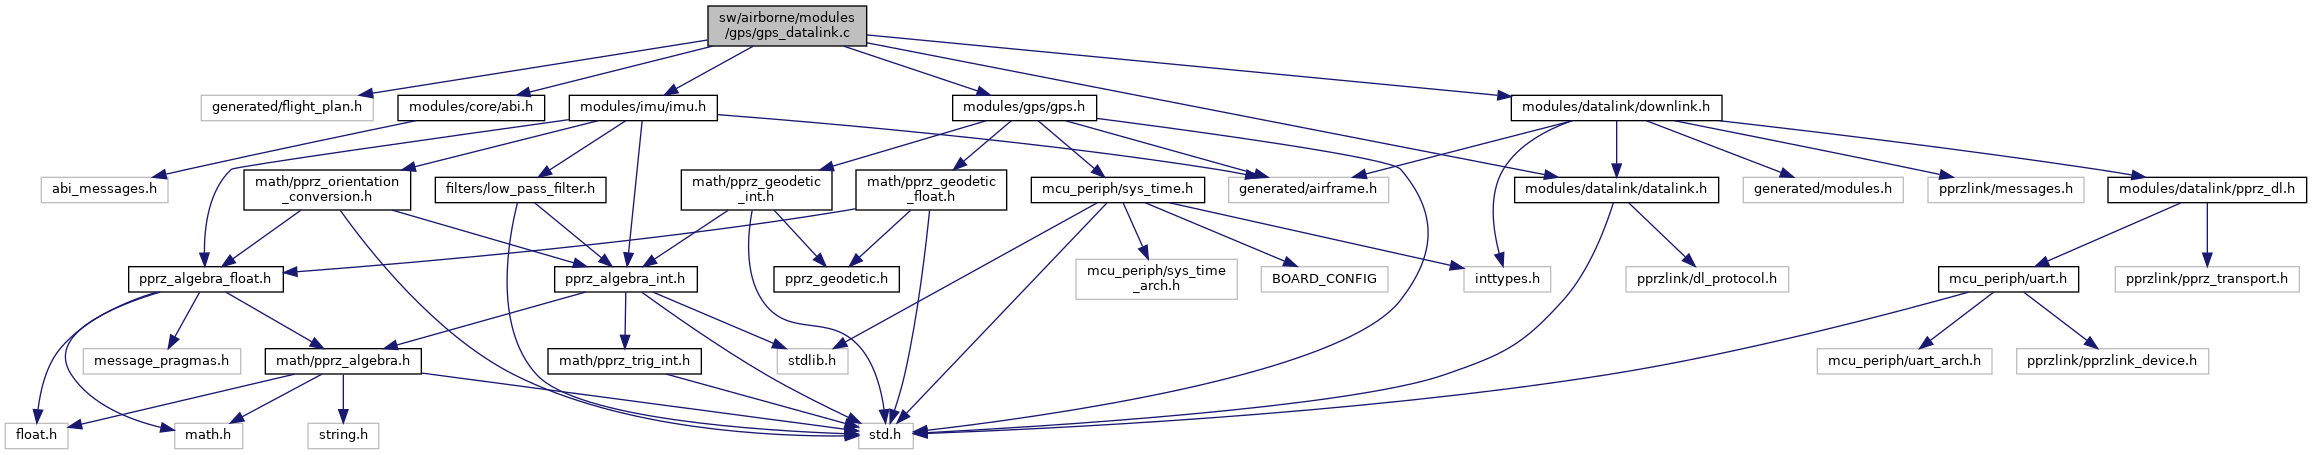 sw/airborne/modules
/gps/gps_datalink.c
generated/flight_plan.h
modules/core/abi.h
modules/imu/imu.h
modules/gps/gps.h
modules/datalink/downlink.h
abi_messages.h
math/pprz_orientation
_conversion.h
filters/low_pass_filter.h
math/pprz_geodetic
_int.h
math/pprz_geodetic
_float.h
mcu_periph/sys_time.h
generated/airframe.h
modules/datalink/datalink.h
generated/modules.h
pprzlink/messages.h
modules/datalink/pprz_dl.h
pprz_algebra_float.h
pprz_algebra_int.h
pprz_geodetic.h
mcu_periph/sys_time
_arch.h
BOARD_CONFIG
inttypes.h
pprzlink/dl_protocol.h
mcu_periph/uart.h
pprzlink/pprz_transport.h
message_pragmas.h
math/pprz_algebra.h
math/pprz_trig_int.h
stdlib.h
mcu_periph/uart_arch.h
pprzlink/pprzlink_device.h
float.h
math.h
string.h
std.h